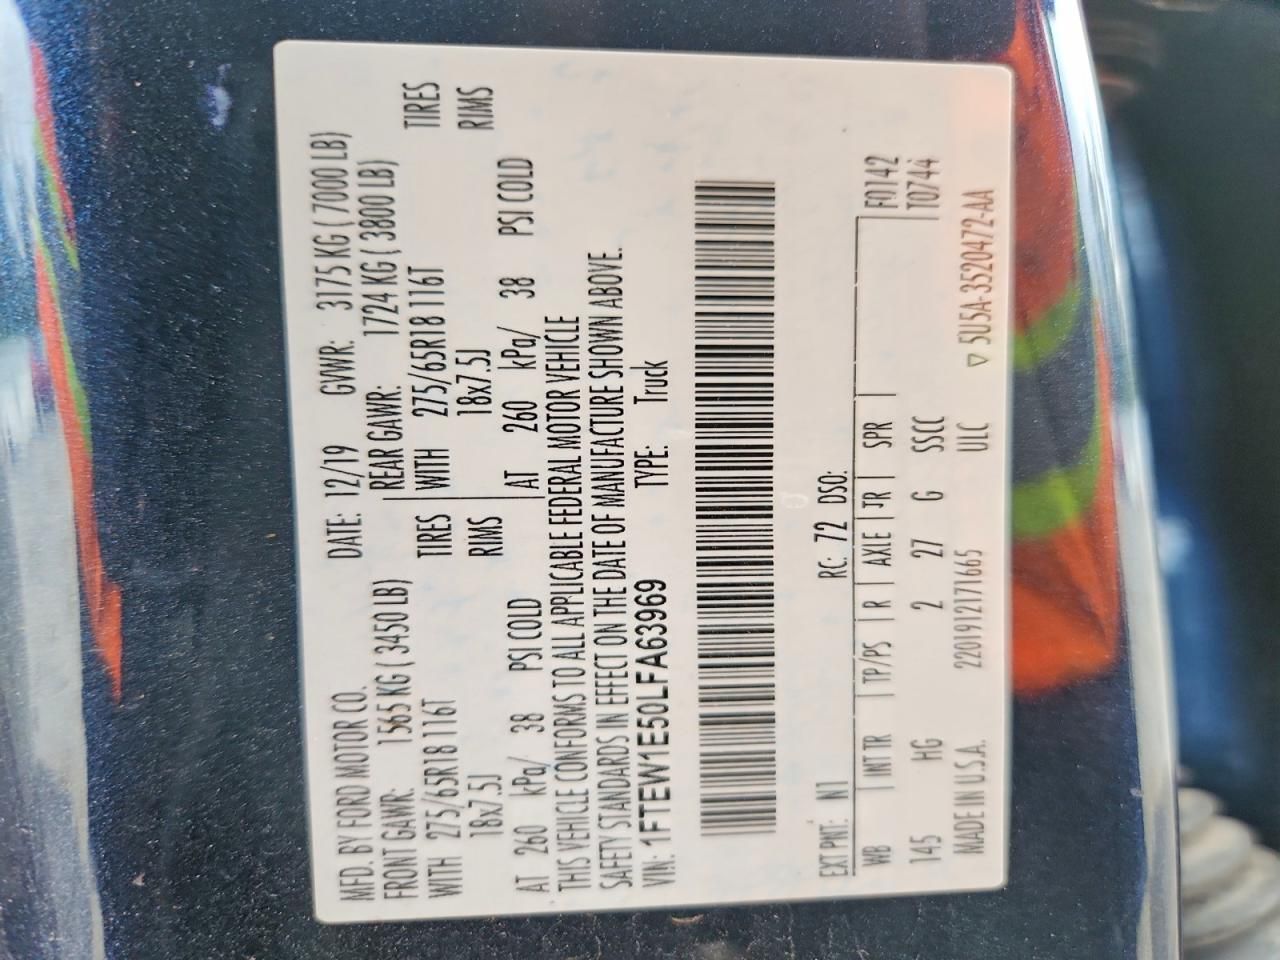 MFD. BY FORD MOTOR CO. DATE: 12/19 GVWR: 3175 KG ( 7000 LB)
FRONT GAWR: 1565 KG ( 3450 LB) REAR GAWR: 1724 KG ( 3800 LB)
WITH 275/65R18 116T TIRES WITH 275/65R18 116T TIRES
18x7.5J RIMS 18x7.5J RIMS
AT 260 kPa/ 38 PSI COLD AT 260 kPa/ 38 PSI COLD
THIS VEHICLE CONFORMS TO ALL APPLICABLE FEDERAL MOTOR VEHICLE
SAFETY STANDARDS IN EFFECT ON THE DATE OF MANUFACTURE SHOWN ABOVE.
VIN: 1FTEW1E50LFA63969 TYPE: Truck
EXT PNT: N1 RC: 72 DSO:
WB INT TR TP/PS R AXLE TR SPR F0142
145 HG 2 27 G SSCC T0744
MADE IN U.S.A. 2201912171665 ULC ▽ 5U5A-3520472-AA